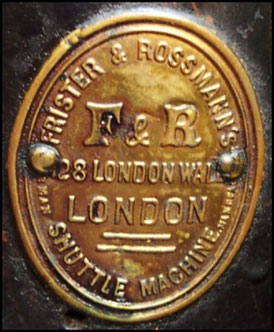 FRISTER & ROSSMANN'S
F & R
28 LONDON WALL
LONDON
SHUTTLE MACHINE